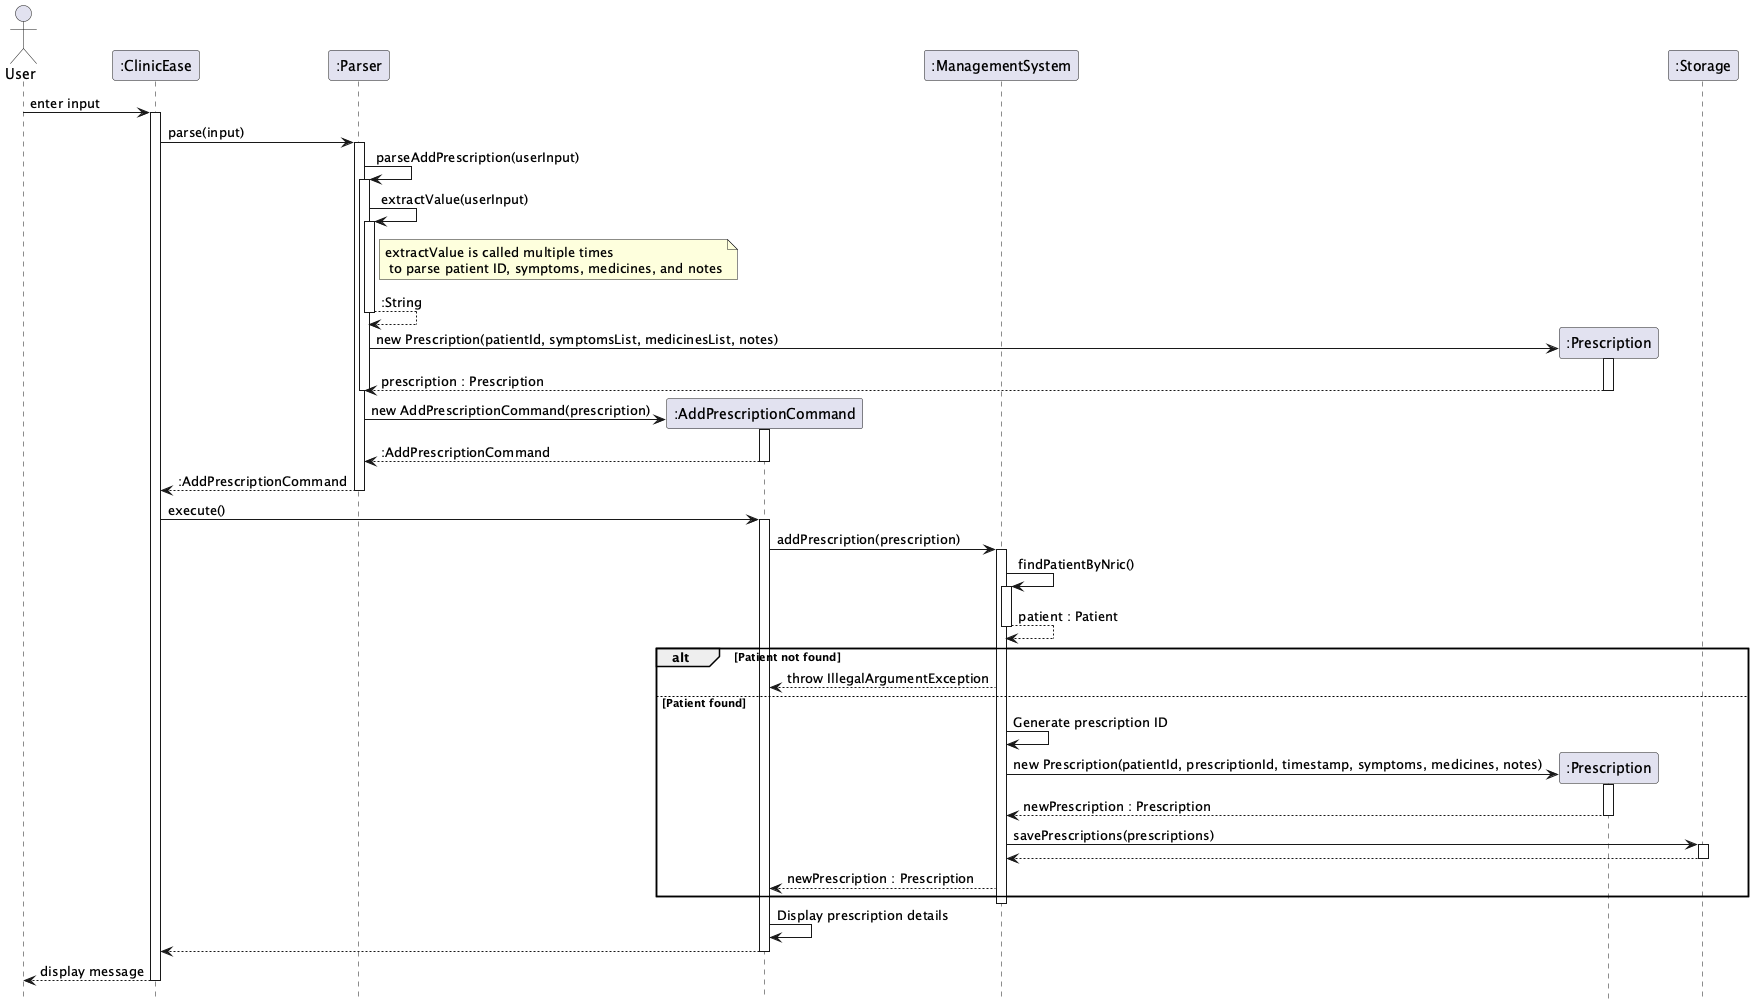 User
:ClinicEase
:Parser
:ManagementSystem
:Storage
enter input
parse(input)
parseAddPrescription(userInput)
extractValue(userInput)
extractValue is called multiple times
to parse patient ID, symptoms, medicines, and notes
:String
new Prescription(patientId, symptomsList, medicinesList, notes)
:Prescription
prescription : Prescription
new AddPrescriptionCommand(prescription)
:AddPrescriptionCommand
:AddPrescriptionCommand
:AddPrescriptionCommand
execute()
addPrescription(prescription)
findPatientByNric()
patient : Patient
alt
[Patient not found]
throw IllegalArgumentException
[Patient found]
Generate prescription ID
new Prescription(patientId, prescriptionId, timestamp, symptoms, medicines, notes)
:Prescription
newPrescription : Prescription
savePrescriptions(prescriptions)
newPrescription : Prescription
Display prescription details
display message